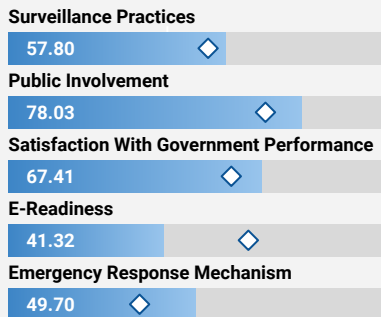 Surveillance Practices
57.80
Public Involvement
78.03
Satisfaction With Government Performance
67.41
E-Readiness
41.32
Emergency Response Mechanism
49.70